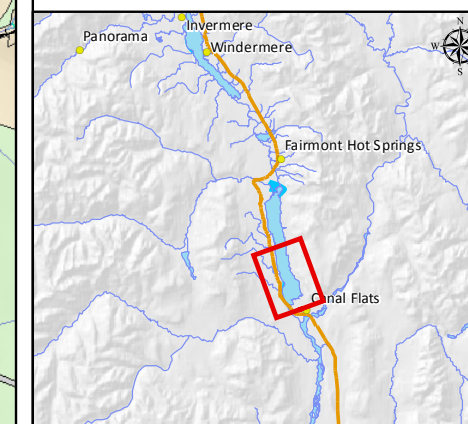 Invermere
Panorama
Windermere
N
W
S
Fairmont Hot Springs
Canal Flats